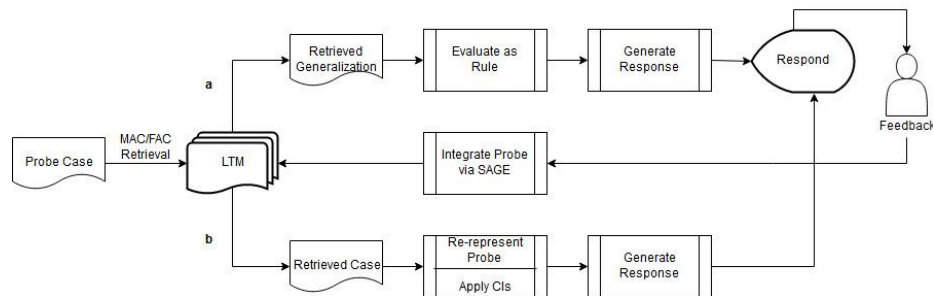 Retrieved
Generalization
Evaluate as
Rule
Generate
Response
Respond
a
Feedback
MAC/FAC
Retrieval
Probe Case
LTM
Integrate Probe
via SAGE
b
Retrieved Case
Re-represent
Probe
Apply CIs
Generate
Response